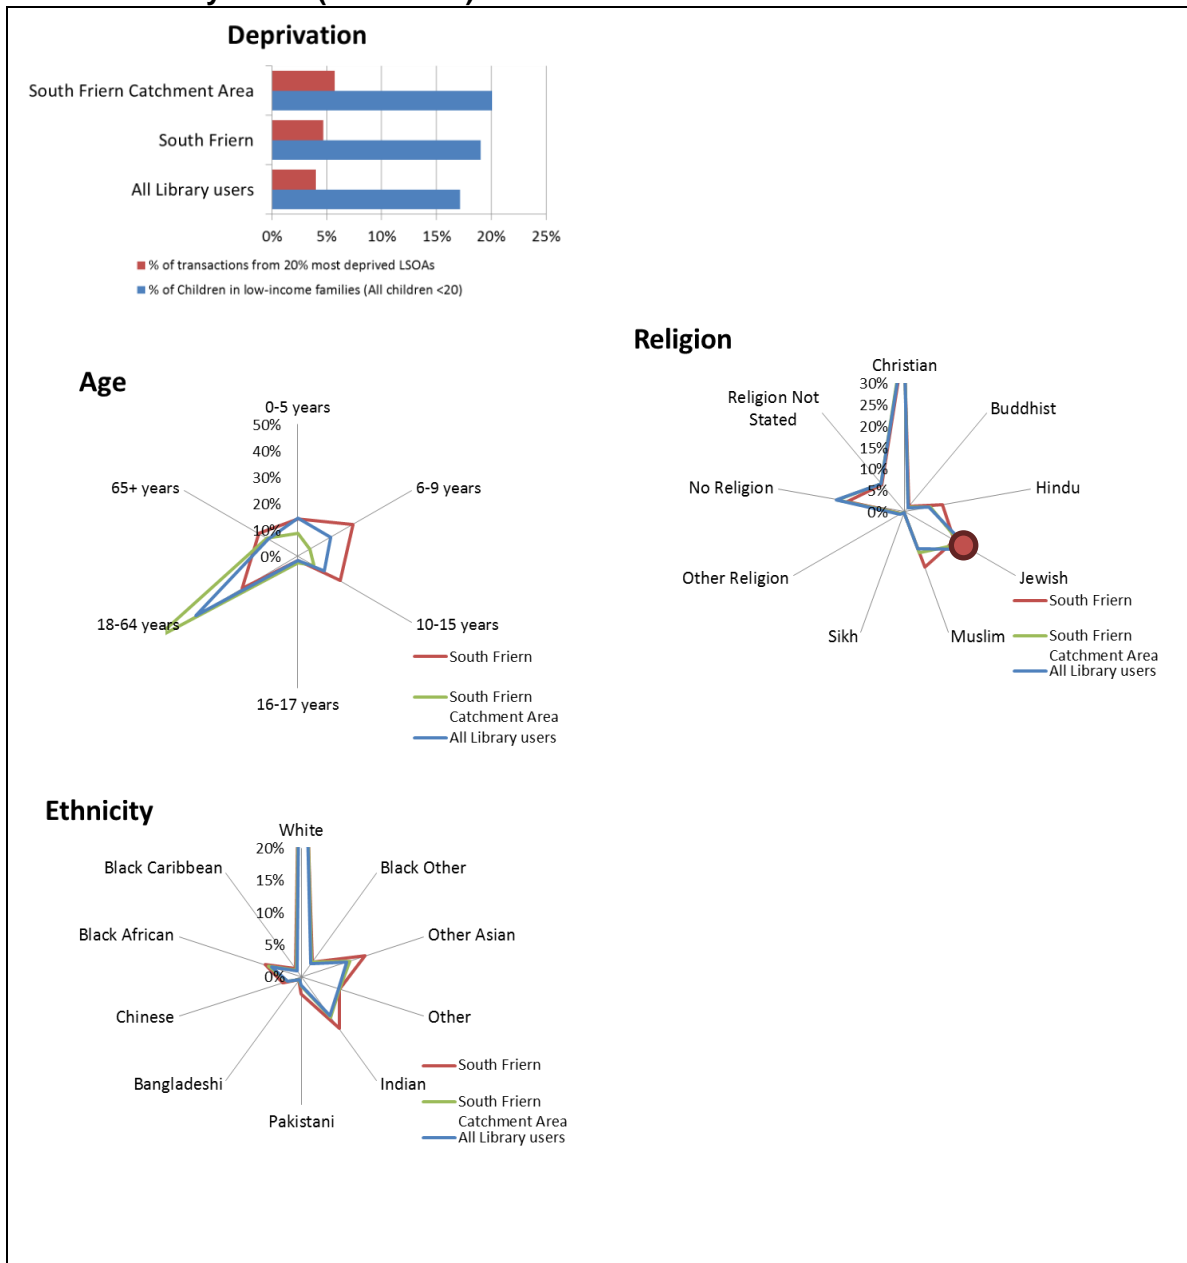 Deprivation
South Friern Catchment Area
South Friern
All Library users
0% 5% 10% 15% 20% 25%
% of transactions from 20% most deprived LSOAs
% of Children in low-income families (All children <20)
Religion
Christian
30%
25%
20%
15%
10%
5%
0%
Religion Not
Stated
Buddhist
No Religion
Hindu
Other Religion
Jewish
Sikh
Muslim
South Friern
South Friern
Catchment Area
All Library users
Age
0-5 years
50%
40%
30%
20%
10%
0%
65+ years
6-9 years
18-64 years
10-15 years
16-17 years
South Friern
South Friern
Catchment Area
All Library users
Ethnicity
White
20%
15%
10%
5%
0%
Black Caribbean
Black Other
Black African
Other Asian
Chinese
Other
Bangladeshi
Indian
Pakistani
South Friern
South Friern
Catchment Area
All Library users